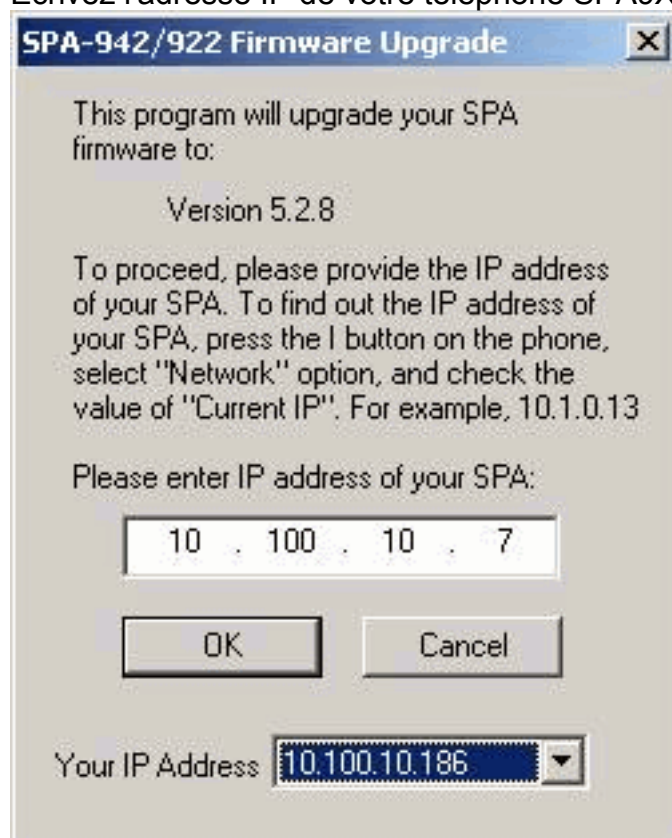 SPA-942/922 Firmware Upgrade
This program will upgrade your SPA
firmware to:
Version 5.2.8
To proceed, please provide the IP address
of your SPA. To find out the IP address of
your SPA, press the I button on the phone,
select "Network" option, and check the
value of "Current IP". For example, 10.1.0.13
Please enter IP address of your SPA:
10 . 100 . 10 . 7
OK Cancel
Your IP Address 10.100.10.186